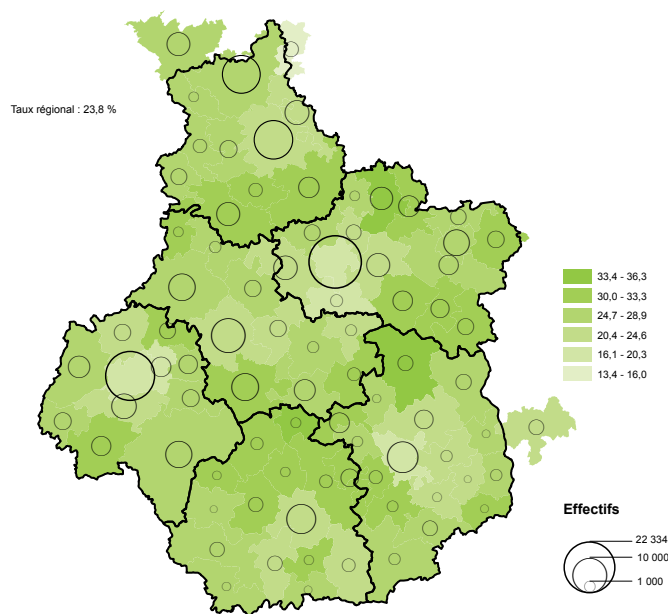 Taux régional : 23,8 %
33,4 - 36,3
30,0 - 33,3
24,7 - 28,9
20,4 - 24,6
16,1 - 20,3
13,4 - 16,0
Effectifs
22 334
10 000
1 000